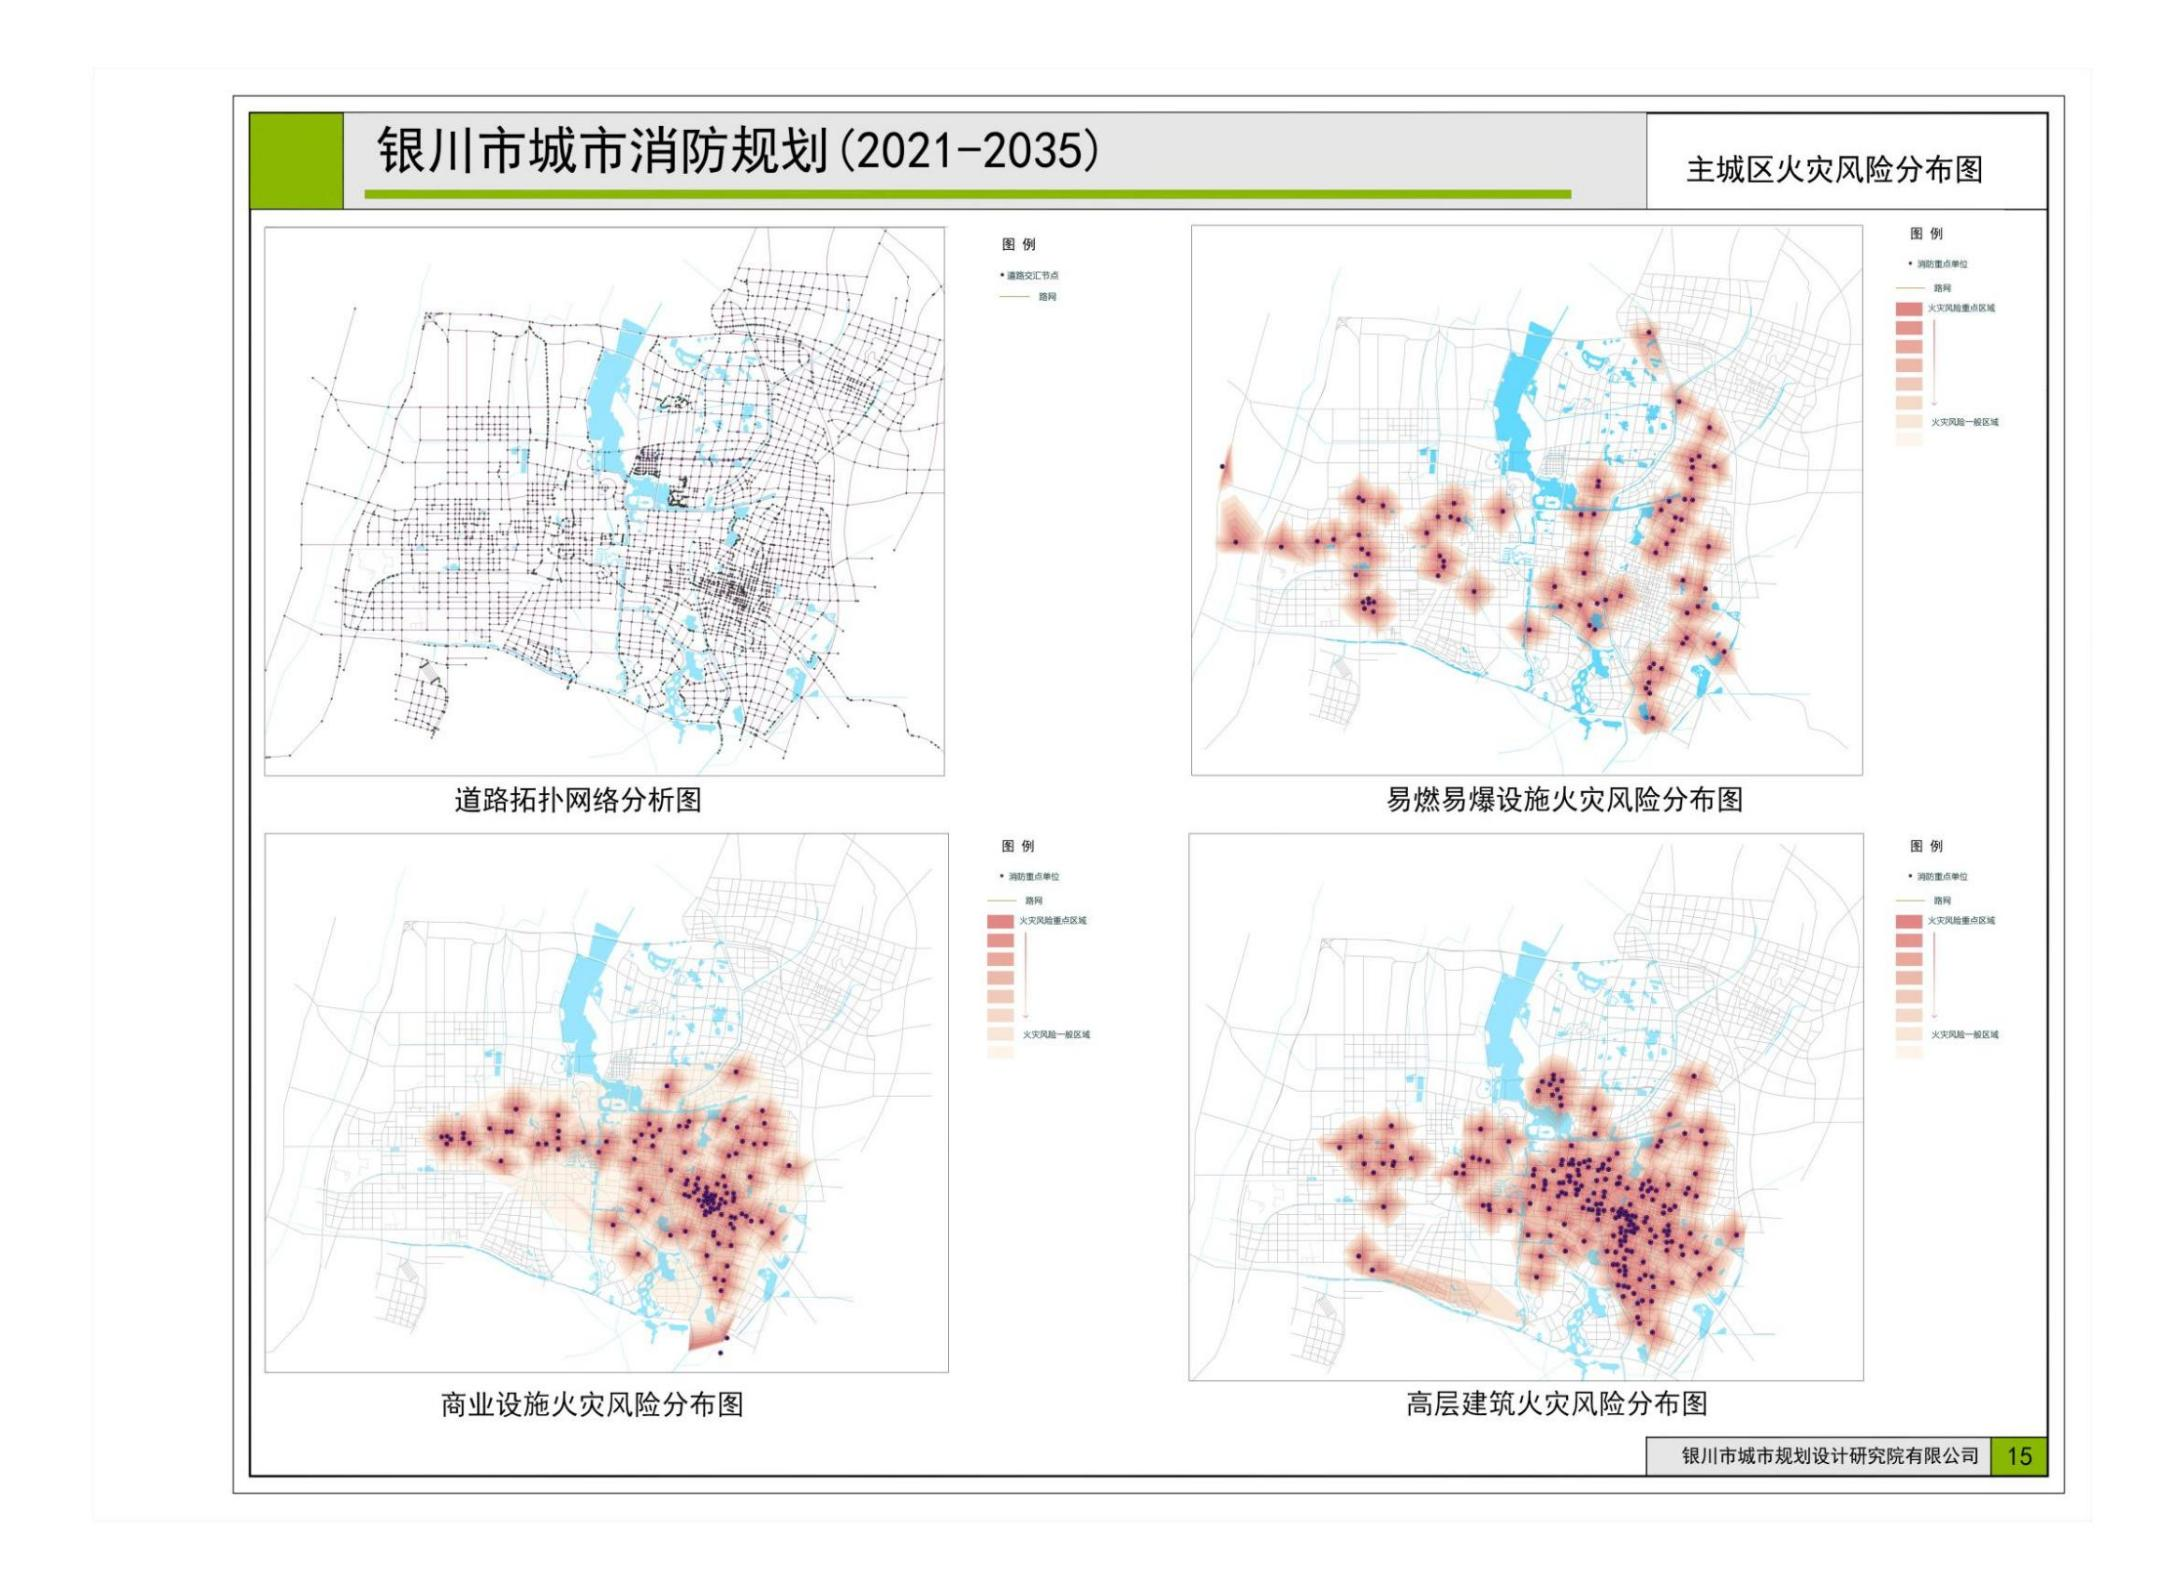 银川市城市消防规划(2021-2035)
主城区火灾风险分布图
图 例
道路交汇节点
路网
道路拓扑网络分析图
图 例
消防重点单位
路网
火灾风险重点区域
火灾风险一般区域
易燃易爆设施火灾风险分布图
图 例
消防重点单位
路网
火灾风险重点区域
火灾风险一般区域
商业设施火灾风险分布图
图 例
消防重点单位
路网
火灾风险重点区域
火灾风险一般区域
高层建筑火灾风险分布图
银川市城市规划设计研究院有限公司
15